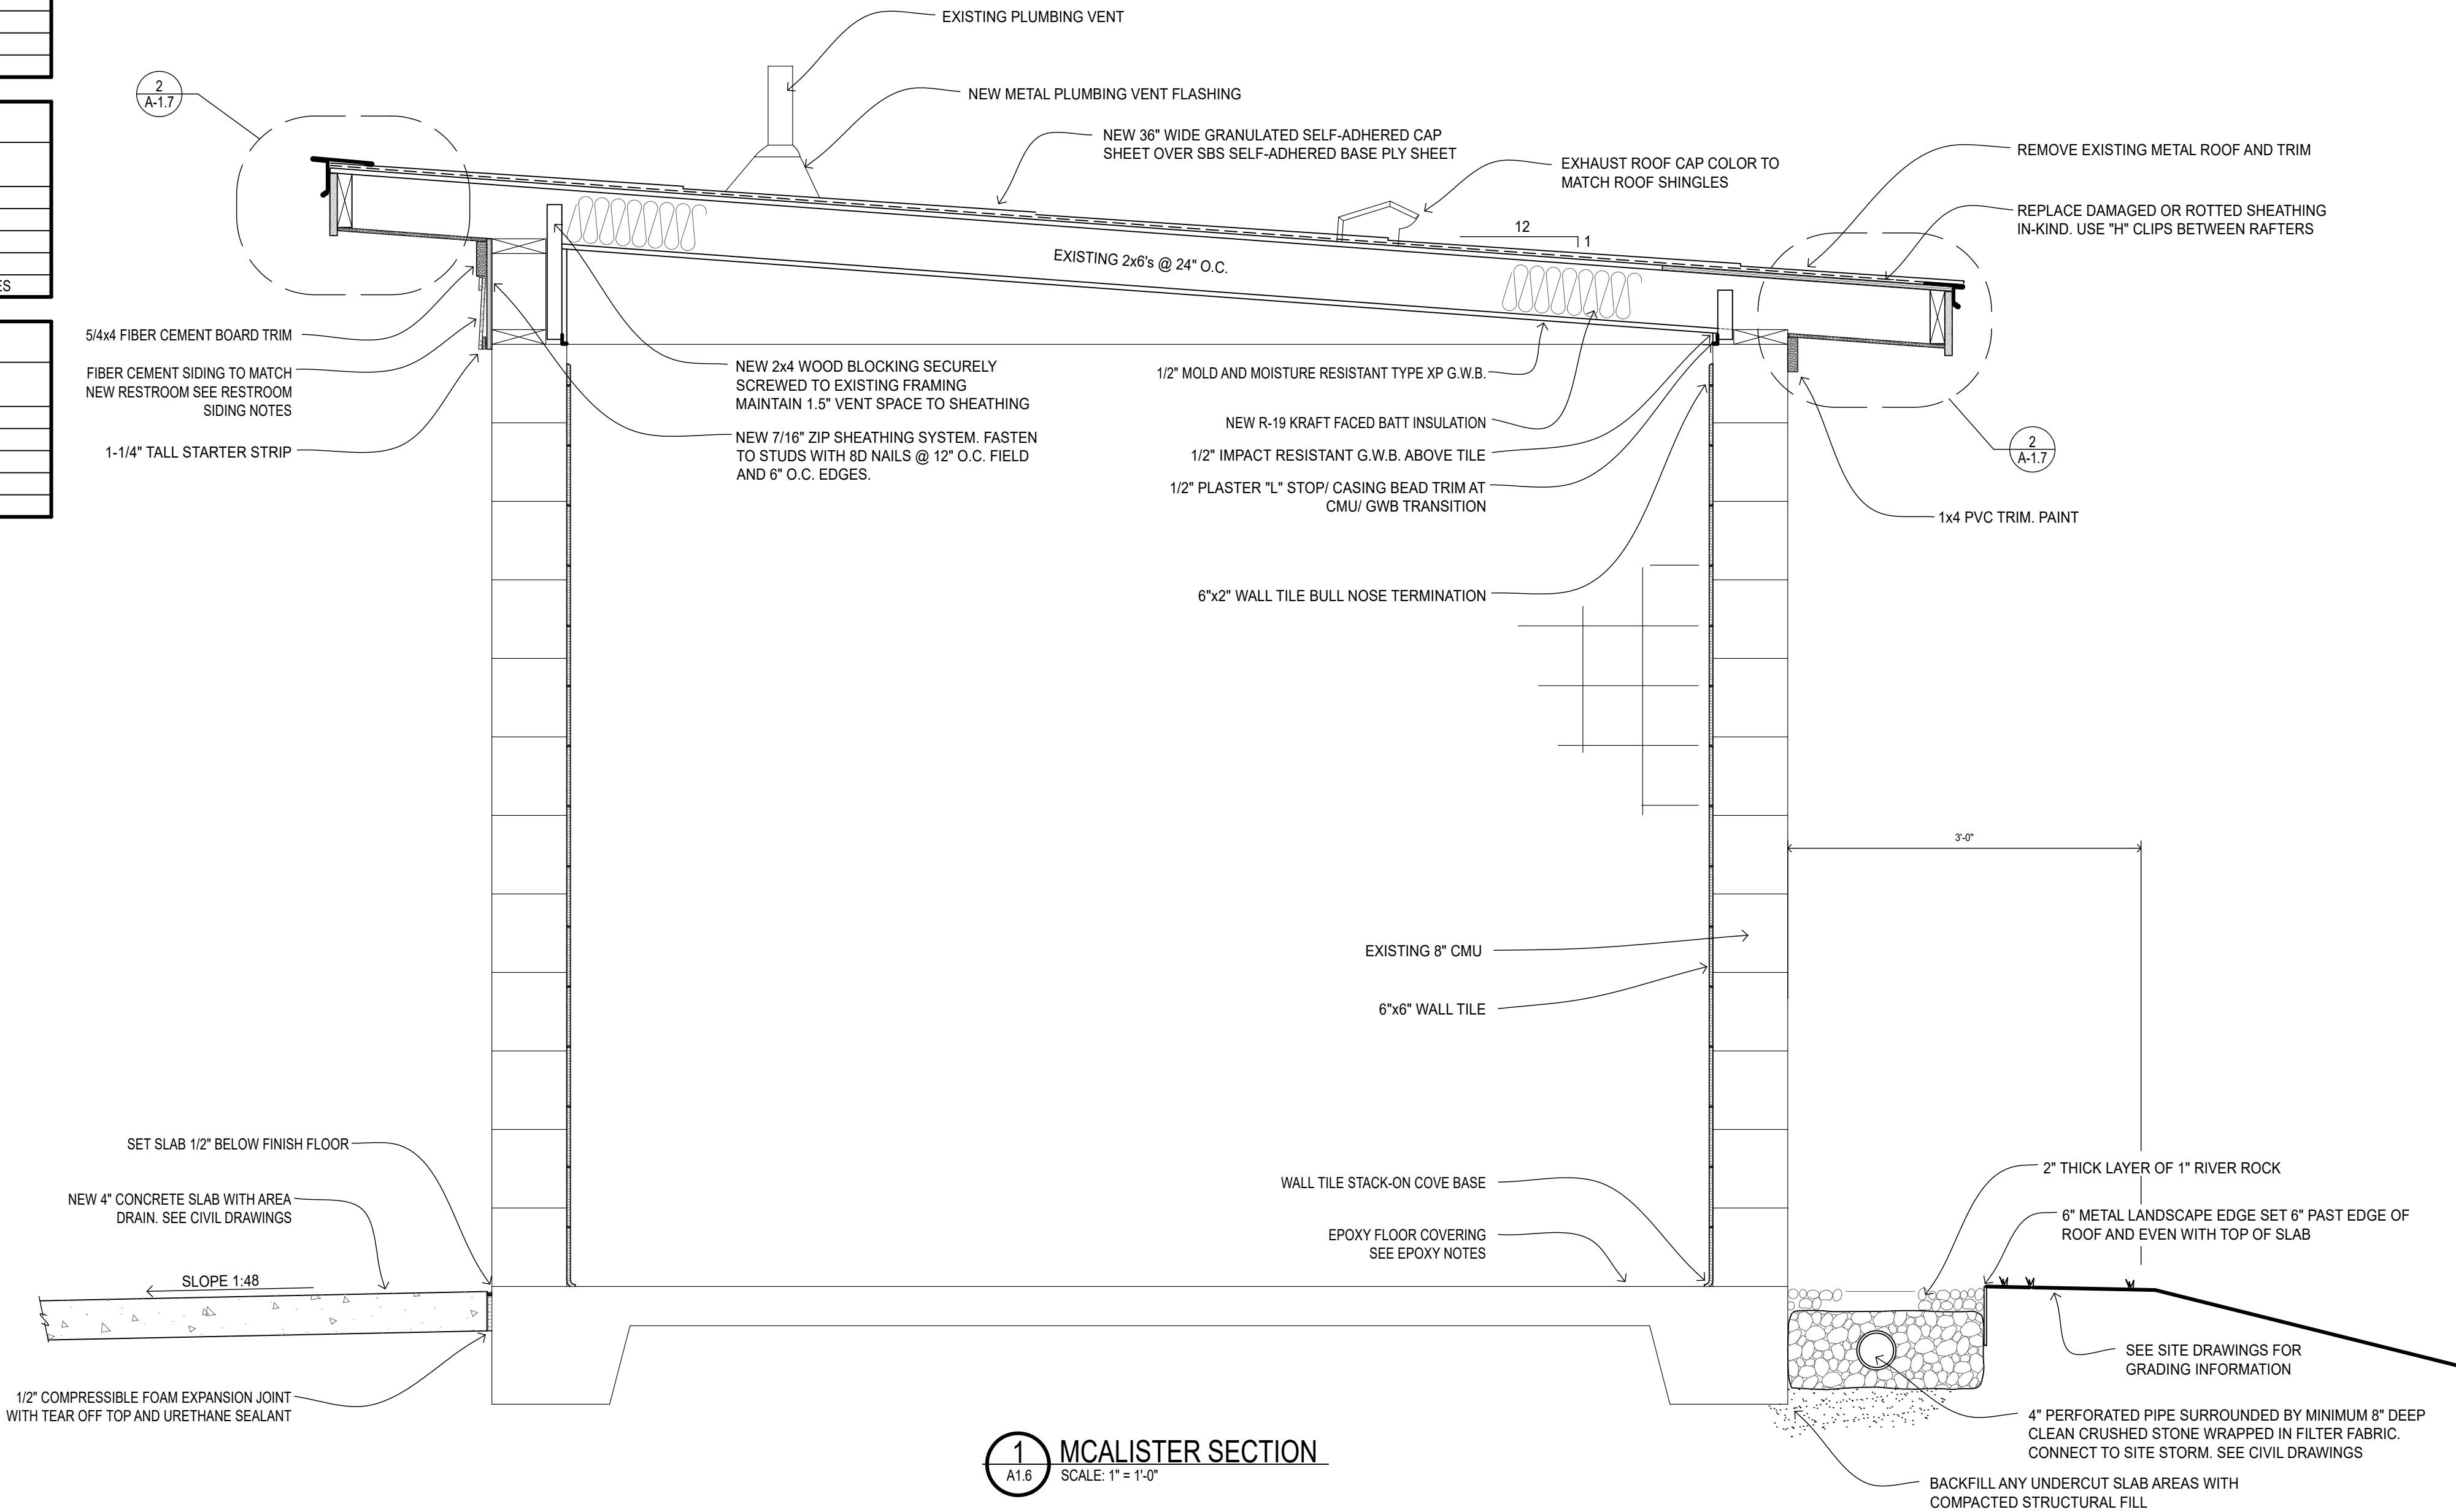 EXISTING PLUMBING VENT
2
A-1.7
NEW METAL PLUMBING VENT FLASHING
NEW 36" WIDE GRANULATED SELF-ADHERED CAP
SHEET OVER SBS SELF-ADHERED BASE PLY SHEET
EXHAUST ROOF CAP COLOR TO
MATCH ROOF SHINGLES
REMOVE EXISTING METAL ROOF AND TRIM
REPLACE DAMAGED OR ROTTED SHEATHING
IN-KIND. USE "H" CLIPS BETWEEN RAFTERS
12
1
EXISTING 2x6's @ 24" O.C.
ES
5/4x4 FIBER CEMENT BOARD TRIM
FIBER CEMENT SIDING TO MATCH
NEW RESTROOM SEE RESTROOM
SIDING NOTES
1-1/4" TALL STARTER STRIP
NEW 2x4 WOOD BLOCKING SECURELY
SCREWED TO EXISTING FRAMING
MAINTAIN 1.5" VENT SPACE TO SHEATHING
NEW 7/16" ZIP SHEATHING SYSTEM. FASTEN
TO STUDS WITH 8D NAILS @ 12" O.C. FIELD
AND 6" O.C. EDGES.
1/2" MOLD AND MOISTURE RESISTANT TYPE XP G.W.B.
NEW R-19 KRAFT FACED BATT INSULATION
1/2" IMPACT RESISTANT G.W.B. ABOVE TILE
1/2" PLASTER "L" STOP/ CASING BEAD TRIM AT
CMU/ GWB TRANSITION
2
A-1.7
1x4 PVC TRIM. PAINT
6"x2" WALL TILE BULL NOSE TERMINATION
3'-0"
EXISTING 8" CMU
6"x6" WALL TILE
SET SLAB 1/2" BELOW FINISH FLOOR
NEW 4" CONCRETE SLAB WITH AREA
DRAIN. SEE CIVIL DRAWINGS
SLOPE 1:48
1/2" COMPRESSIBLE FOAM EXPANSION JOINT
WITH TEAR OFF TOP AND URETHANE SEALANT
WALL TILE STACK-ON COVE BASE
EPOXY FLOOR COVERING
SEE EPOXY NOTES
2" THICK LAYER OF 1" RIVER ROCK
6" METAL LANDSCAPE EDGE SET 6" PAST EDGE OF
ROOF AND EVEN WITH TOP OF SLAB
SEE SITE DRAWINGS FOR
GRADING INFORMATION
4" PERFORATED PIPE SURROUNDED BY MINIMUM 8" DEEP
CLEAN CRUSHED STONE WRAPPED IN FILTER FABRIC.
CONNECT TO SITE STORM. SEE CIVIL DRAWINGS
BACKFILL ANY UNDERCUT SLAB AREAS WITH
COMPACTED STRUCTURAL FILL
1
A1.6
MCALISTER SECTION
SCALE: 1" = 1'-0"